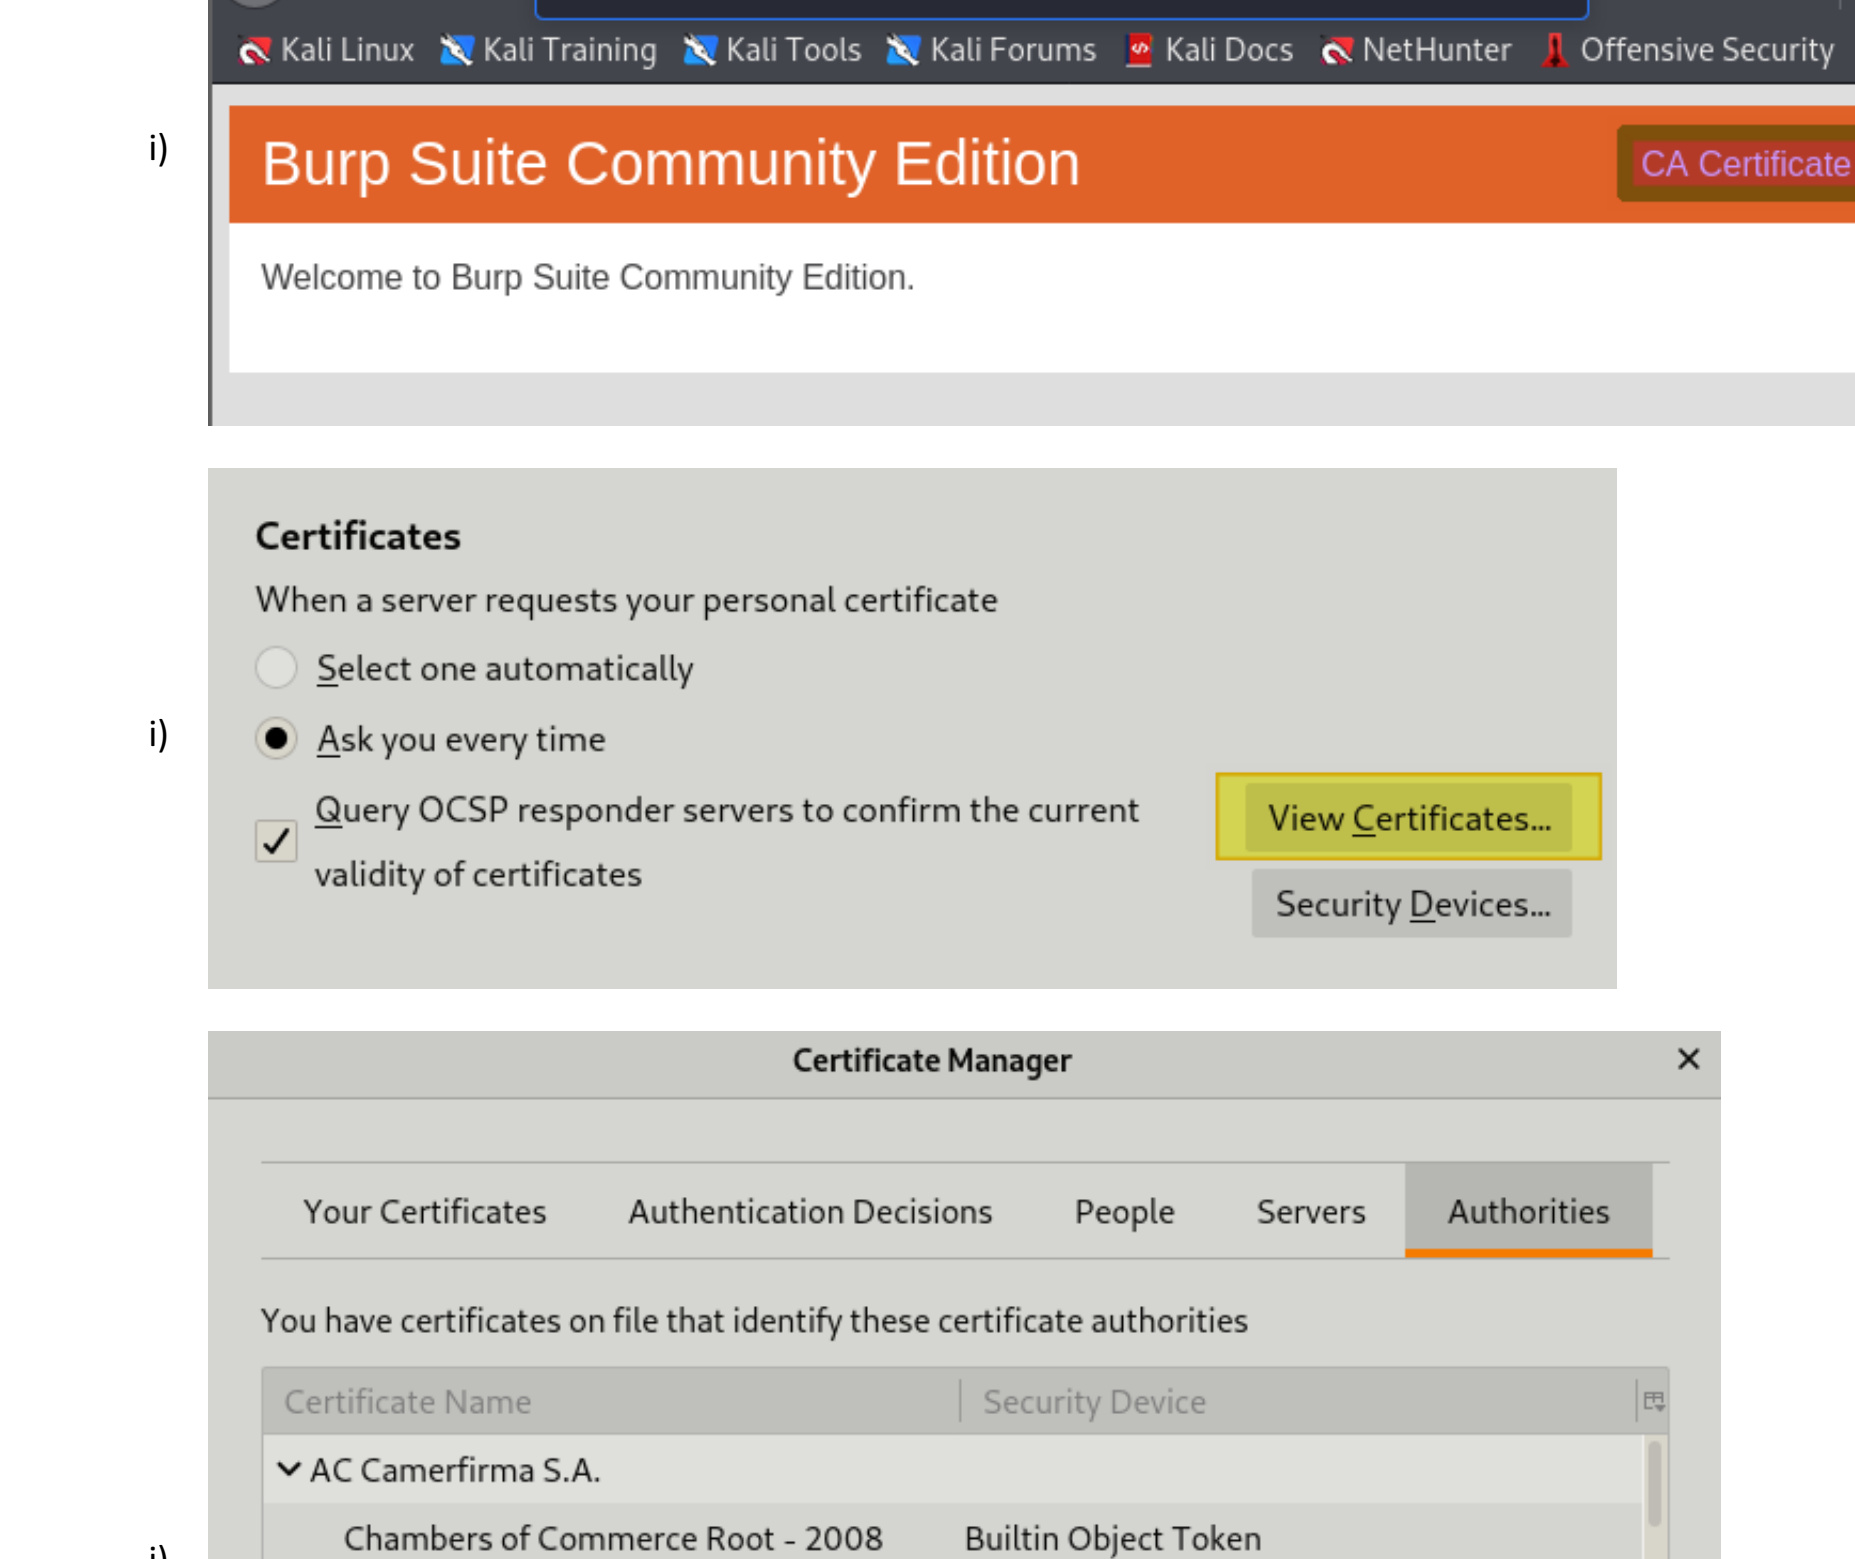 Kali Linux Kali Training Kali Tools Kali Forums Kali Docs NetHunter Offensive Security
i)
Burp Suite Community Edition
CA Certificate
Welcome to Burp Suite Community Edition.
Certificates
When a server requests your personal certificate
Select one automatically
i)
Ask you every time
Query OCSP responder servers to confirm the current
validity of certificates
View Certificates...
Security Devices...
Certificate Manager
Your Certificates Authentication Decisions People Servers Authorities
You have certificates on file that identify these certificate authorities
Certificate Name Security Device
AC Camerfirma S.A.
Chambers of Commerce Root - 2008 Builtin Object Token
i)